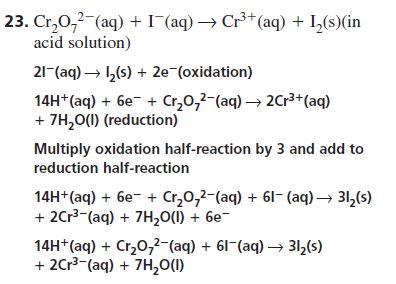 23. Cr₂O₇²⁻(aq) + I⁻(aq) → Cr³⁺(aq) + I₂(s)(in
acid solution)
2I⁻(aq) → I₂(s) + 2e⁻(oxidation)
14H⁺(aq) + 6e⁻ + Cr₂O₇²⁻(aq) → 2Cr³⁺(aq)
+ 7H₂O(l) (reduction)
Multiply oxidation half-reaction by 3 and add to
reduction half-reaction
14H⁺(aq) + 6e⁻ + Cr₂O₇²⁻(aq) + 6I⁻ (aq) → 3I₂(s)
+ 2Cr³⁻(aq) + 7H₂O(l) + 6e⁻
14H⁺(aq) + Cr₂O₇²⁻(aq) + 6I⁻(aq) → 3I₂(s)
+ 2Cr³⁻(aq) + 7H₂O(l)